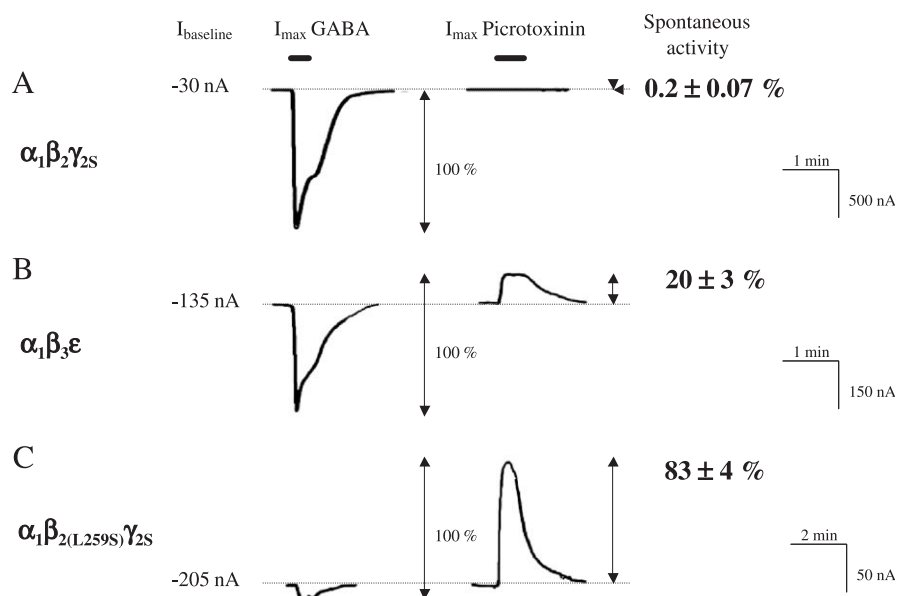 I_baseline I_max GABA I_max Picrotoxinin Spontaneous activity
A -30 nA 0.2 ± 0.07 %
α₁β₂γ₂S 100 % 1 min 500 nA
B -135 nA 20 ± 3 %
α₁β₃ε 100 % 1 min 150 nA
C 83 ± 4 %
α₁β₂(L259S)γ₂S 100 % 2 min 50 nA
-205 nA